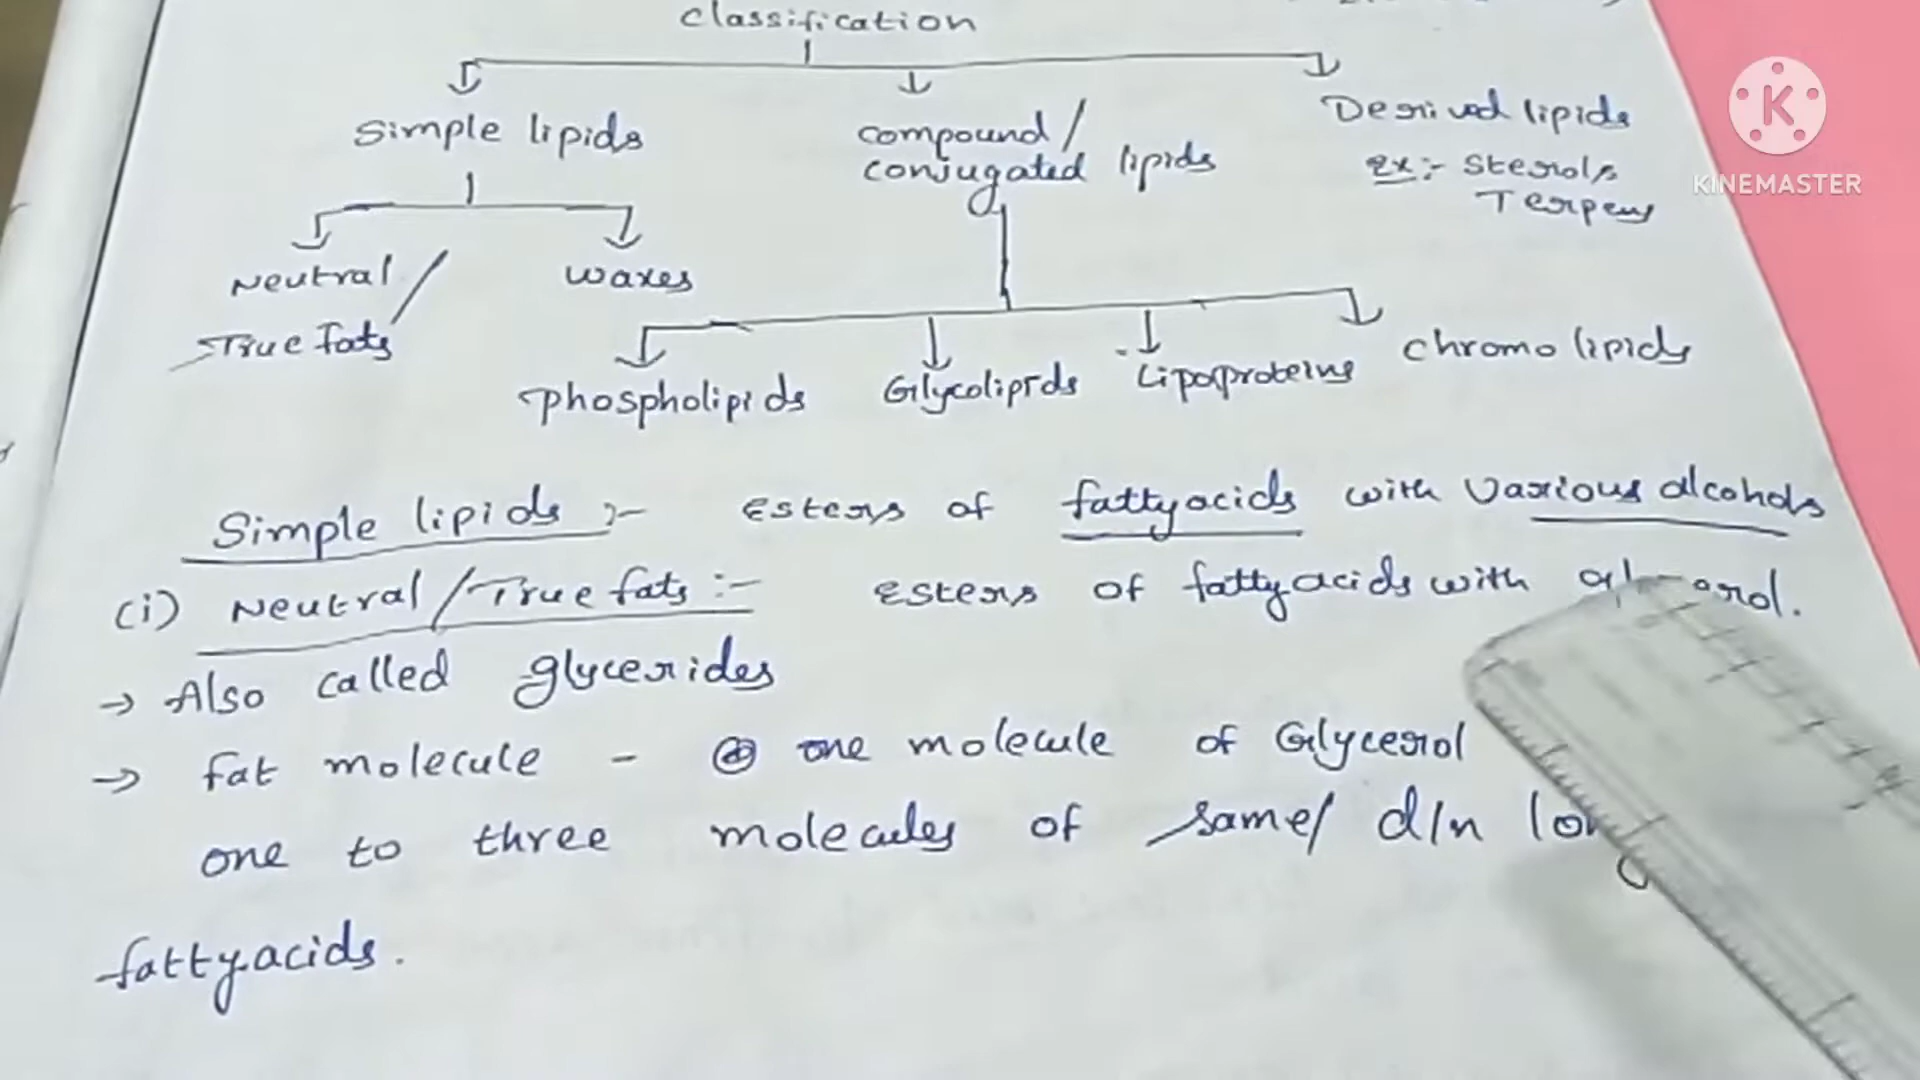 classification
Simple lipids
compound/
conjugated lipids
Derived lipids
Ex:- Sterols
Terpens
KINEMASTER
Neutral/
True fats
waxes
phospholipids
Glycolipids
Lipoproteins
chromo lipids
Simple lipids :- Esters of fattyacids with various alcohols
(i) Neutral/True fats :- Esters of fattyacids with
→ Also called glycerides
→ fat molecule - one molecule of Glycerol
one to three molecules of same/ d/n
fattyacids.